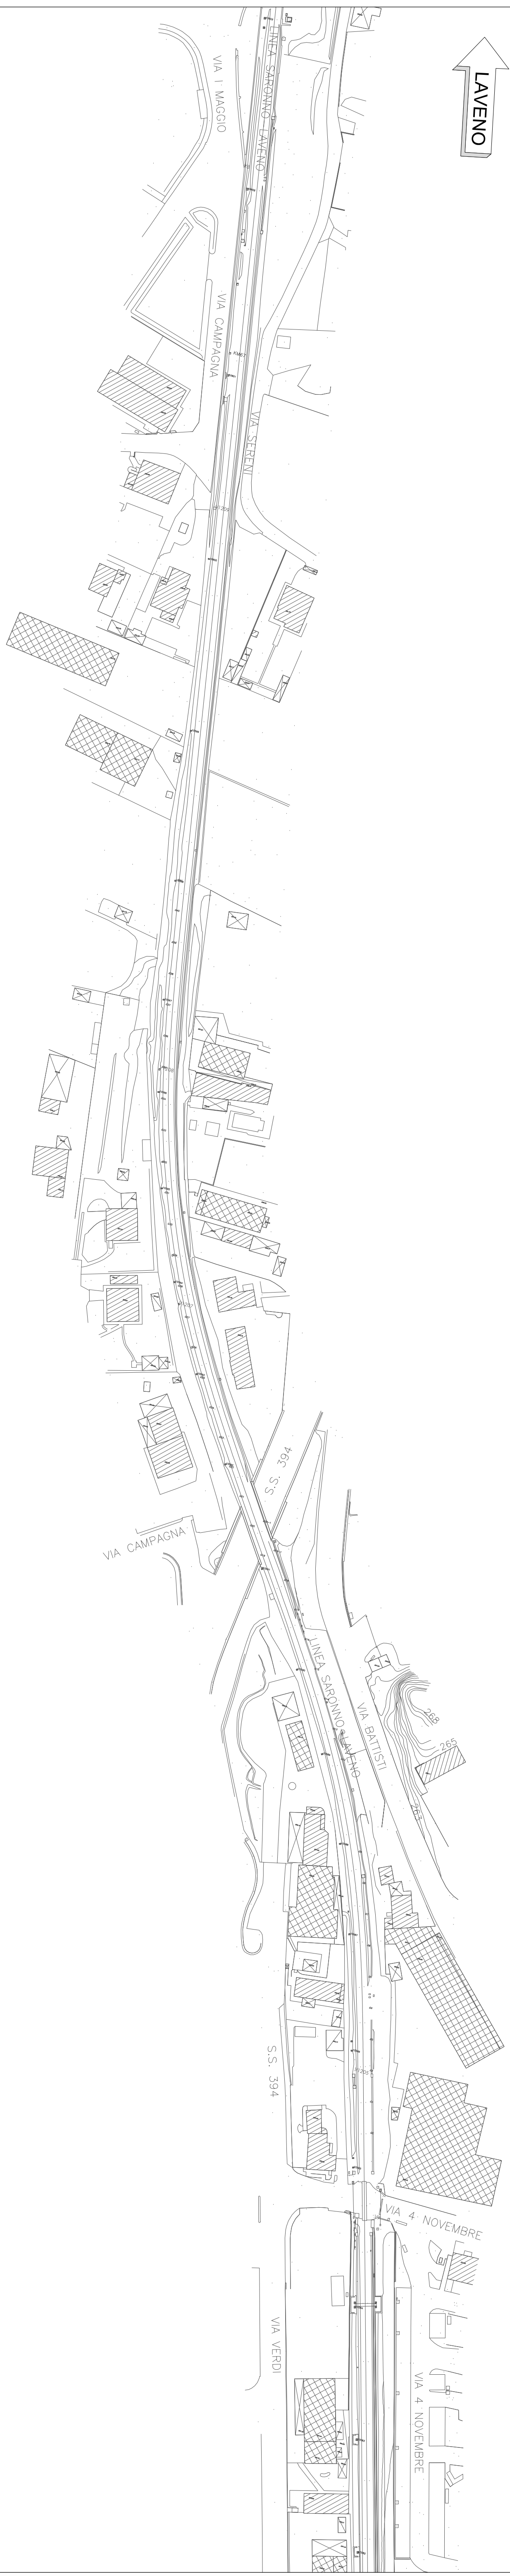 LAVENO
LINEA SARONNO LAVENO
VIA I MAGGIO
VIA CAMPAGNA
VIA SERENI
S.S. 394
VIA CAMPAGNA
LINEA SARONNO LAVENO
VIA BATTISTI
268
265
263
S.S. 394
VIA 4 NOVEMBRE
VIA VERDI
VIA 4 NOVEMBRE